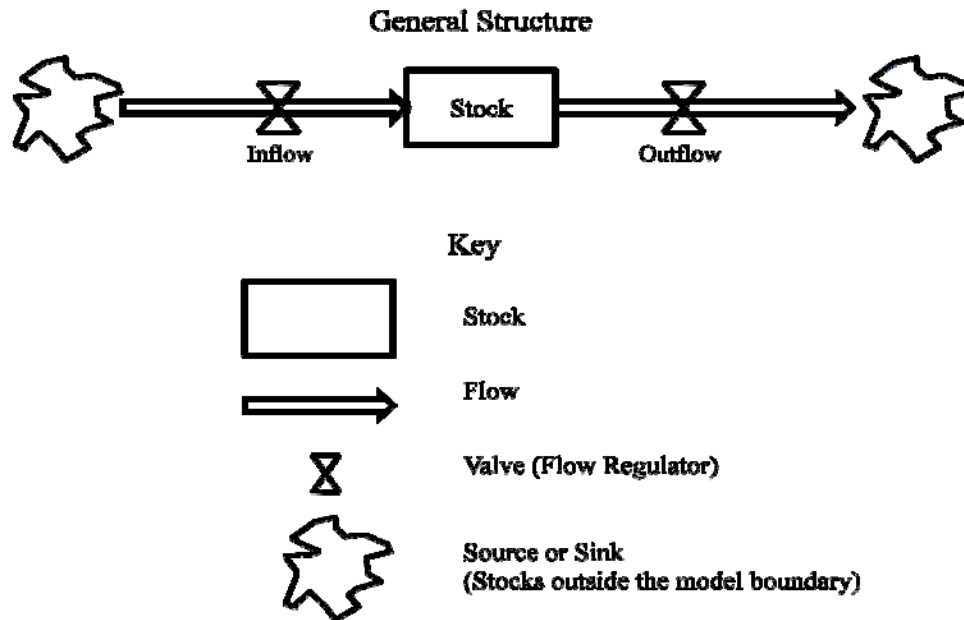 General Structure
Stock
Inflow
Outflow
Key
Stock
Flow
Valve (Flow Regulator)
Source or Sink
(Stocks outside the model boundary)